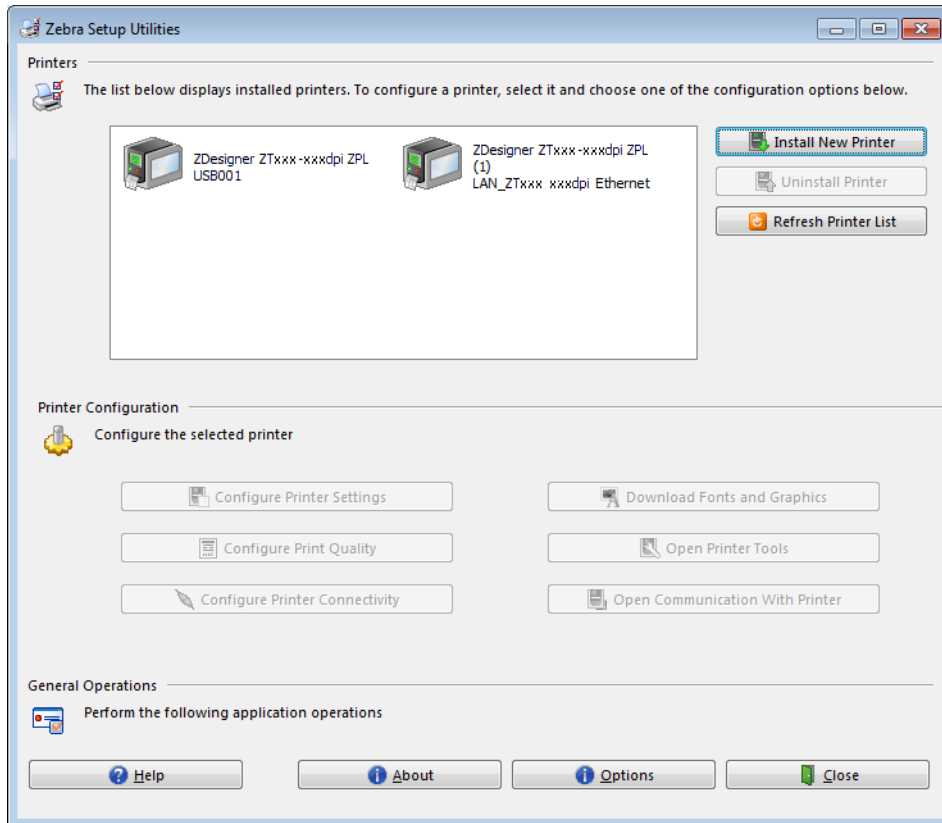 Zebra Setup Utilities
Printers
The list below displays installed printers. To configure a printer, select it and choose one of the configuration options below.
ZDesigner ZTxxx-xxxdpi ZPL
USB001
ZDesigner ZTxxx-xxxdpi ZPL
(1)
LAN_ZTxxx xxxdpi Ethernet
Install New Printer
Uninstall Printer
Refresh Printer List
Printer Configuration
Configure the selected printer
Configure Printer Settings
Download Fonts and Graphics
Configure Print Quality
Open Printer Tools
Configure Printer Connectivity
Open Communication With Printer
General Operations
Perform the following application operations
Help
About
Options
Close